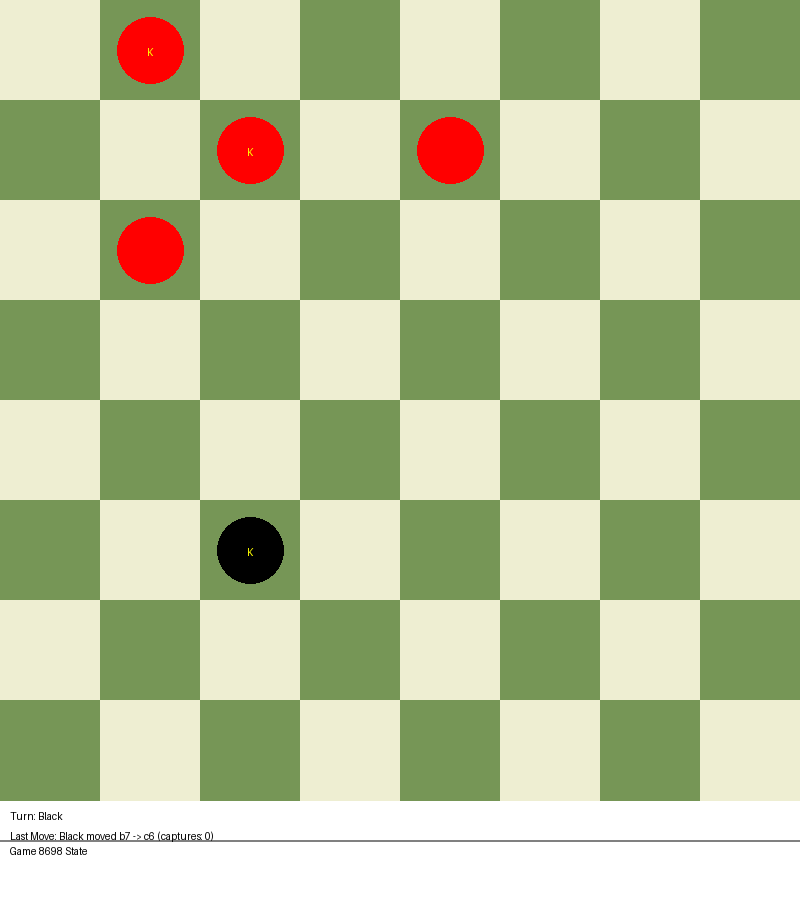 K
K
K
Turn: Black
Last Move: Black moved b7 -> c6 (captures: 0)
Game 8698 State